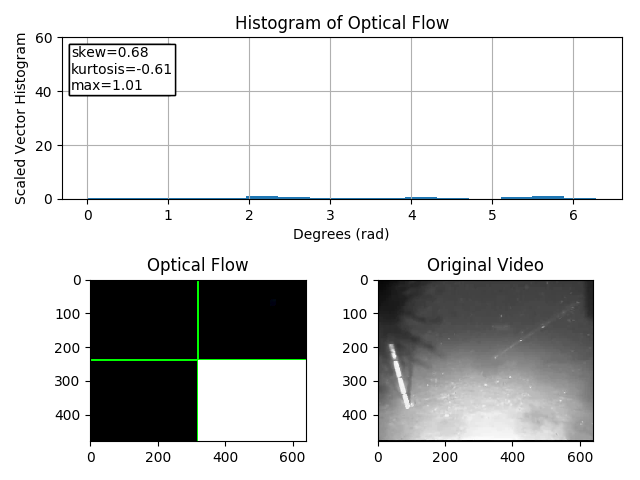 Histogram of Optical Flow
Scaled Vector Histogram
60
40
20
0
skew=0.68
kurtosis=-0.61
max=1.01
0 1 2 3 4 5 6
Degrees (rad)
Optical Flow
0
100
200
300
400
0 200 400 600
Original Video
0
100
200
300
400
0 200 400 600